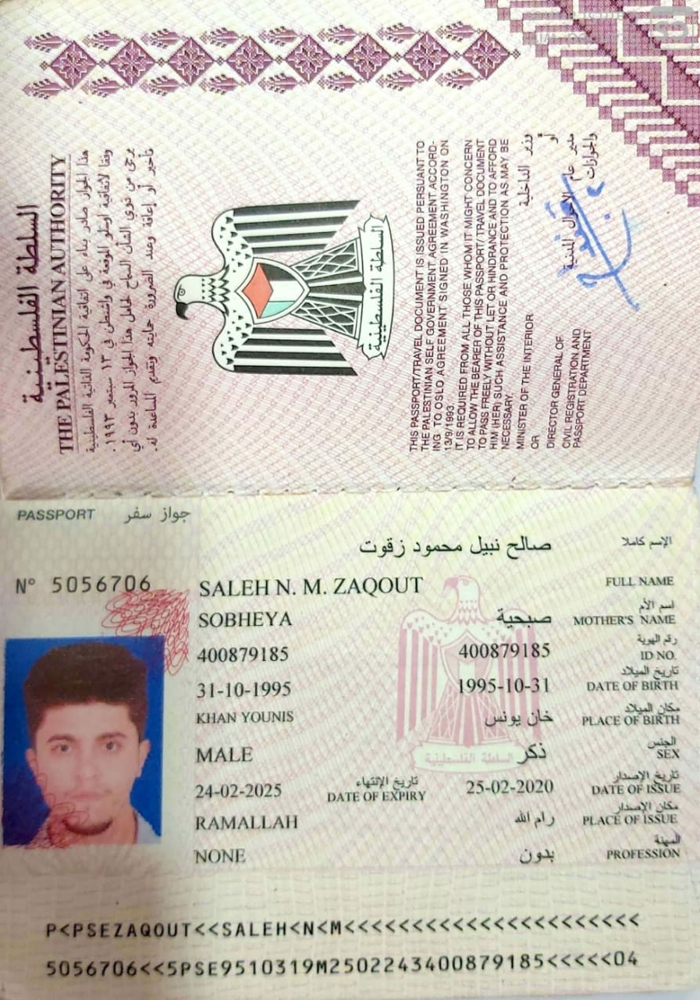 السلطة الفلسطينية
THE PALESTINIAN AUTHORITY
هذا الجواز صادر بناء على اتفاقية الحكومة الذاتية الفلسطينية
وفقا لاتفاقية اوسلو الموقعة في واشنطن في ١٣ سبتمبر ١٩٩٣.
يرجى من ذوي الشأن السماح لحامل هذا الجواز المرور بدون أي
تأخير أو إعاقة وعند الضرورة حمايته وتقديم المساعدة له.
السلطة الفلسطينية
THIS PASSPORT/TRAVEL DOCUMENT IS ISSUED PERSUANT TO
THE PALESTINIAN SELF GOVERNMENT AGREEMENT ACCORD-
ING TO OSLO AGREEMENT SIGNED IN WASHINGTON ON
13/9/1993.
IT IS REQUIRED FROM ALL THOSE WHOM IT MIGHT CONCERN
TO ALLOW THE BEARER OF THIS PASSPORT/TRAVEL DOCUMENT
TO PASS FREELY WITHOUT LET OR HINDRANCE AND TO AFFORD
HIM (HER) SUCH ASSISTANCE AND PROTECTION AS MAY BE
NECESSARY.
MINISTER OF THE INTERIOR وزير الداخلية
OR أو
DIRECTOR GENERAL OF مدير عام الأحوال المدنية
CIVIL REGISTRATION AND والجوازات
PASSPORT DEPARTMENT
PASSPORT جواز سفر
صالح نبيل محمود زقوت الإسم كاملا
Nº 5056706
SALEH N. M. ZAQOUT FULL NAME
صبحية اسم الأم
SOBHEYA MOTHER'S NAME
رقم الهوية
400879185 400879185 ID NO.
تاريخ الميلاد
31-10-1995 1995-10-31 DATE OF BIRTH
خان يونس مكان الميلاد
KHAN YOUNIS PLACE OF BIRTH
السلطة الفلسطينية
ذكر الجنس
MALE SEX
تاريخ الإنتهاء تاريخ الإصدار
24-02-2025 DATE OF EXPIRY 25-02-2020 DATE OF ISSUE
رام الله مكان الإصدار
RAMALLAH PLACE OF ISSUE
بدون المهنة
NONE PROFESSION
P<PSEZAQOUT<<SALEH<N<M<<<<<<<<<<<<<<<<<<<<<<
5056706<<5PSE9510319M2502243400879185<<<<<04